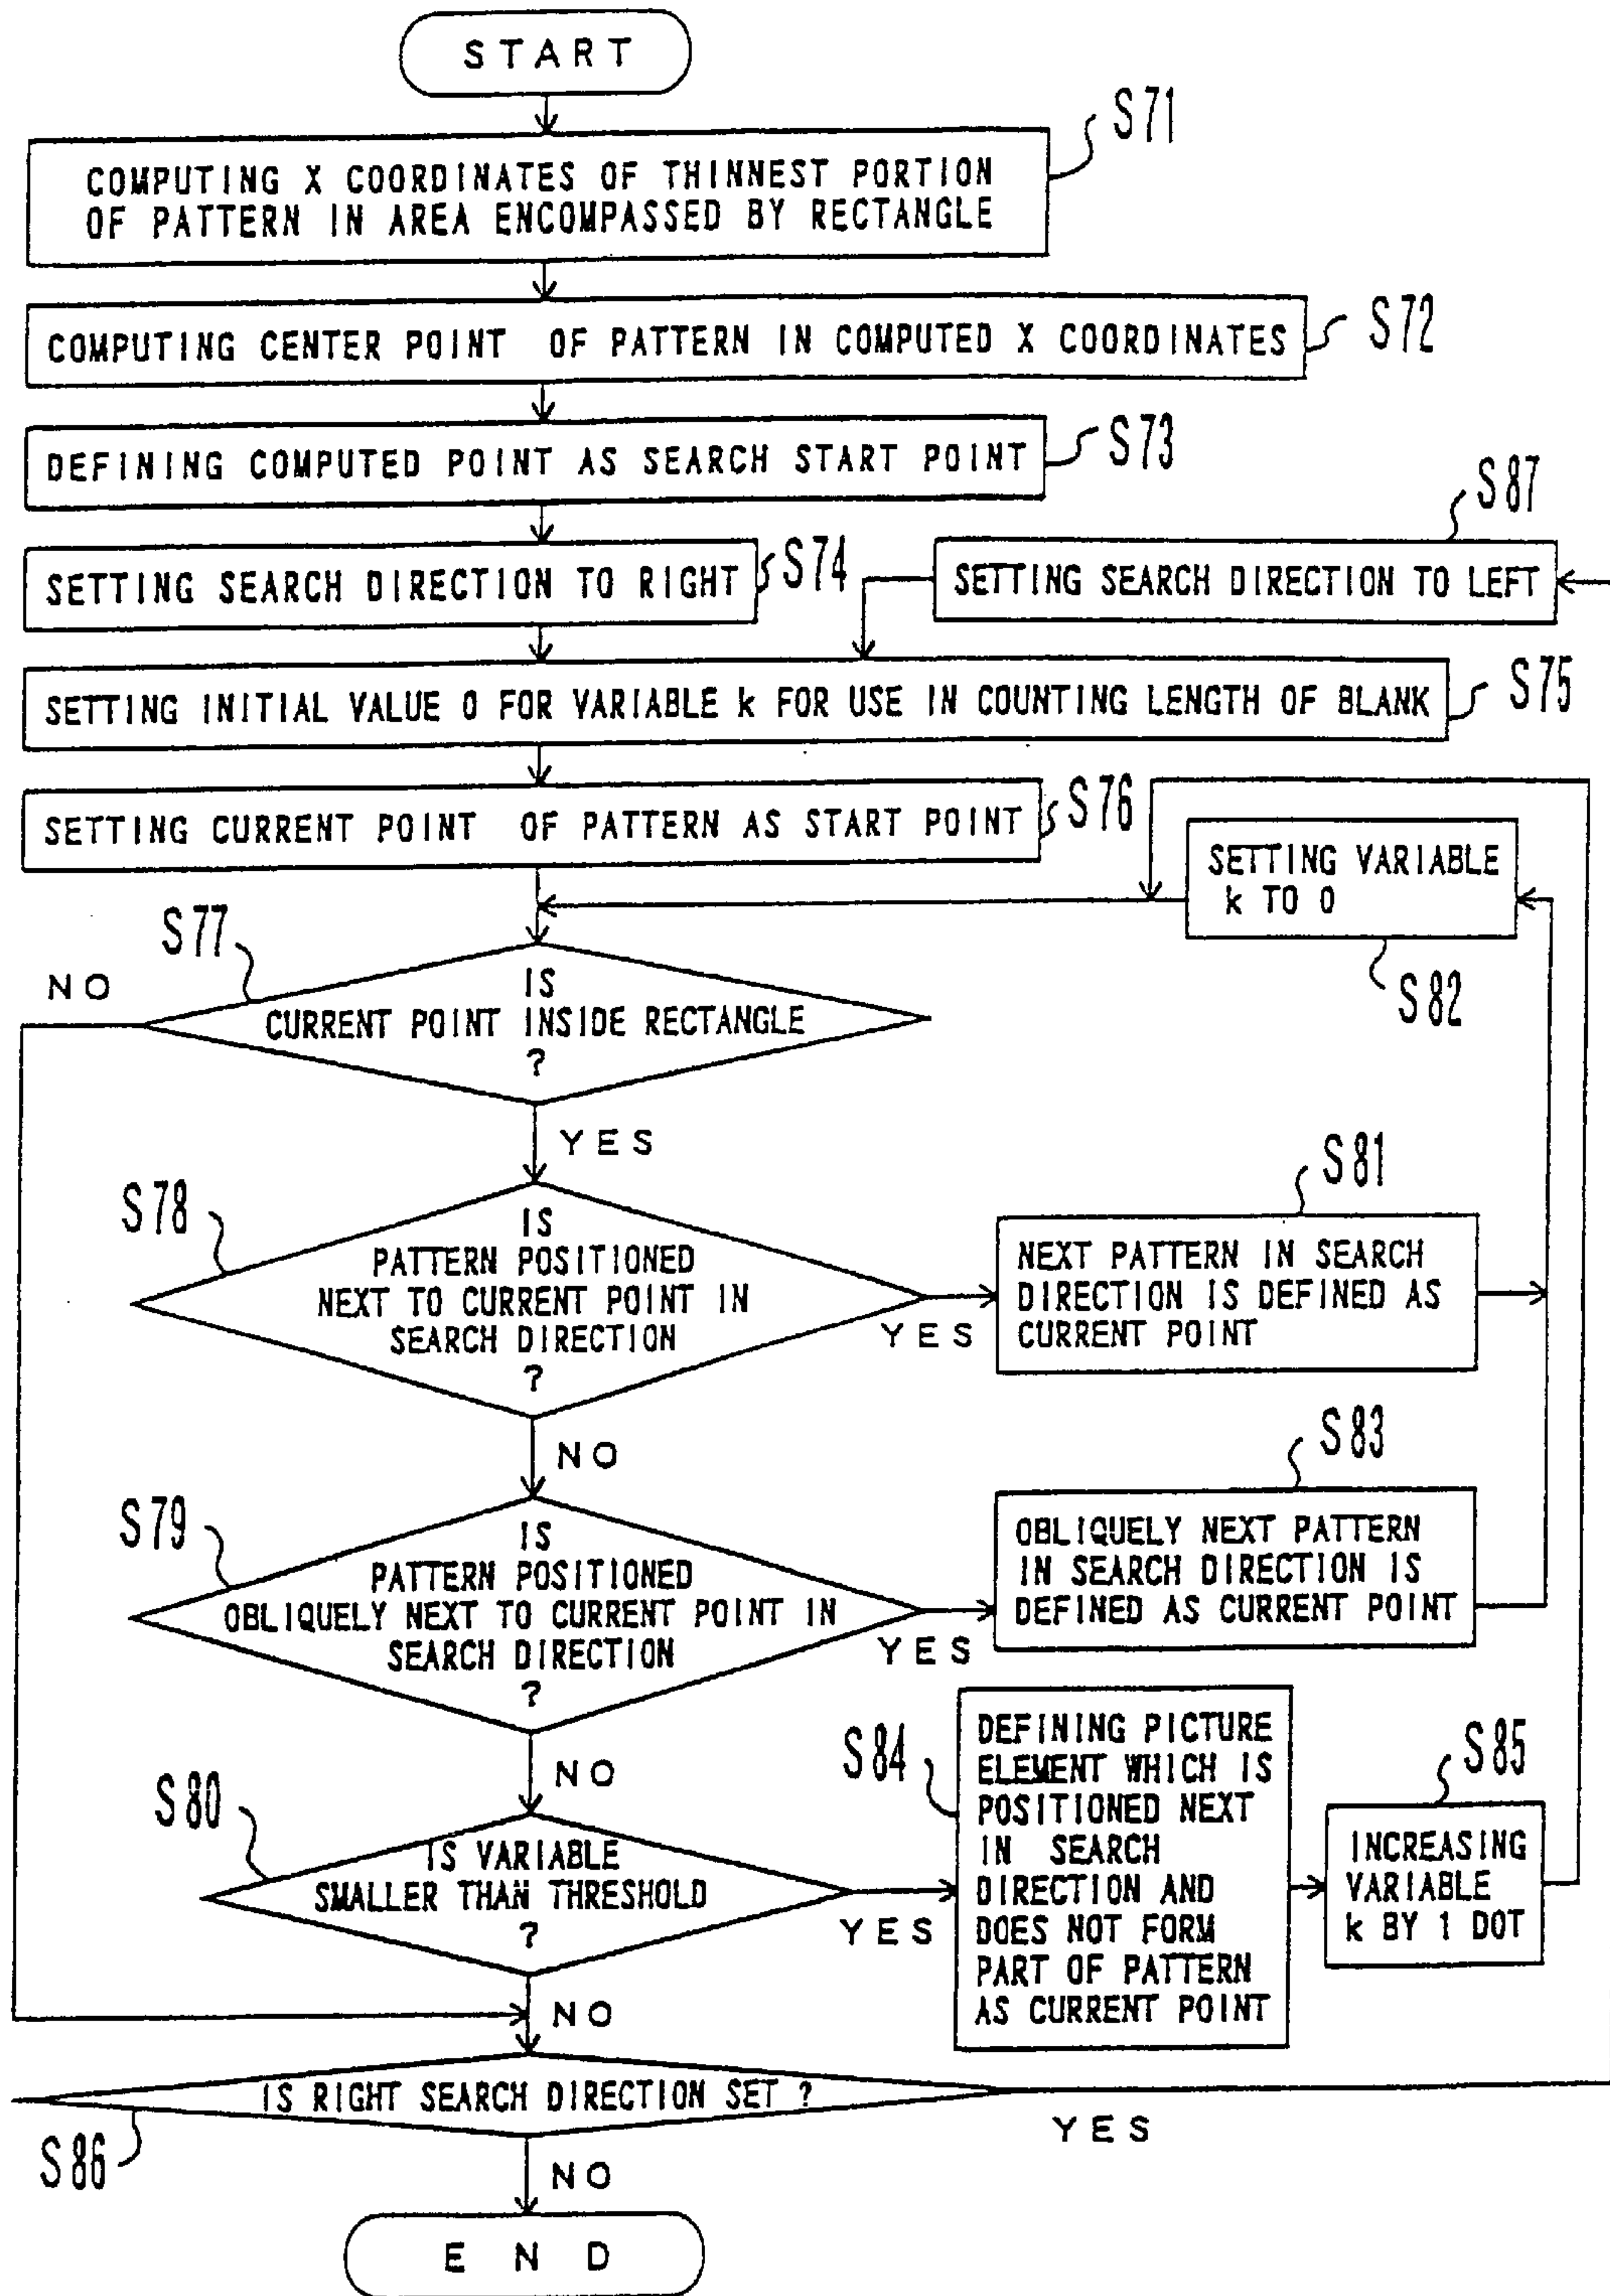 START
S71
COMPUTING X COORDINATES OF THINNEST PORTION
OF PATTERN IN AREA ENCOMPASSED BY RECTANGLE
S72
COMPUTING CENTER POINT OF PATTERN IN COMPUTED X COORDINATES
S73
DEFINING COMPUTED POINT AS SEARCH START POINT
S74
SETTING SEARCH DIRECTION TO RIGHT
S87
SETTING SEARCH DIRECTION TO LEFT
S75
SETTING INITIAL VALUE 0 FOR VARIABLE k FOR USE IN COUNTING LENGTH OF BLANK
S76
SETTING CURRENT POINT OF PATTERN AS START POINT
SETTING VARIABLE
k TO 0
S82
S77
NO
IS
CURRENT POINT INSIDE RECTANGLE
?
YES
S78
IS
PATTERN POSITIONED
NEXT TO CURRENT POINT IN
SEARCH DIRECTION
?
YES
S81
NEXT PATTERN IN SEARCH
DIRECTION IS DEFINED AS
CURRENT POINT
NO
S79
IS
PATTERN POSITIONED
OBLIQUELY NEXT TO CURRENT POINT IN
SEARCH DIRECTION
?
YES
S83
OBLIQUELY NEXT PATTERN
IN SEARCH DIRECTION IS
DEFINED AS CURRENT POINT
NO
S80
IS VARIABLE
SMALLER THAN THRESHOLD
?
YES
S84
DEFINING PICTURE
ELEMENT WHICH IS
POSITIONED NEXT
IN SEARCH
DIRECTION AND
DOES NOT FORM
PART OF PATTERN
AS CURRENT POINT
S85
INCREASING
VARIABLE
k BY 1 DOT
NO
IS RIGHT SEARCH DIRECTION SET ?
YES
S86
NO
END